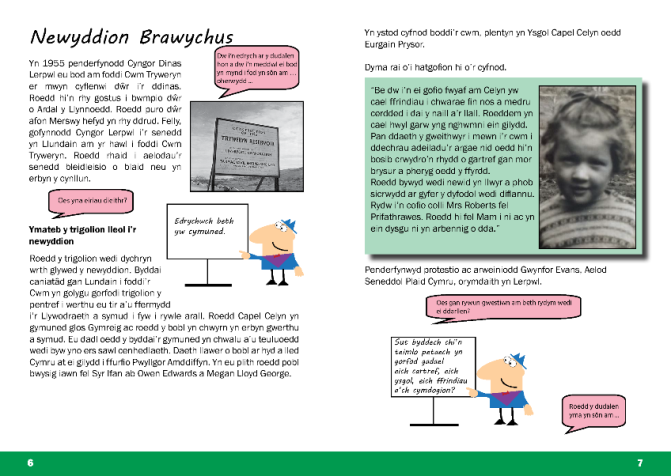 Newyddion Brawychus
Yn 1955 penderfynodd Cyngor Dinas
Lerpwl eu bod am foddi Cwm Tryweryn
er mwyn cyflenwi dŵr i'r ddinas.
Roedd hi'n rhy gostus i bwmpio dŵr
o Ardal y Llynnoedd. Roedd puro dŵr
afon Merswy hefyd yn rhy ddrud. Felly,
gofynnodd Cyngor Lerpwl i'r senedd
yn Llundain am yr hawl i foddi Cwm
Tryweryn. Roedd rhaid i aelodau'r
senedd bleidleisio o blaid neu yn
erbyn y cynllun.
Dw i'n edrych ar y dudalen
hon a dw i'n meddwl ei bod
yn mynd i fod yn sôn am ...
oherwydd ...
TRYWERYN RESERVOIR
Oes yna eiriau dieithr?
Edrychwch beth
yw cymuned.
Ymateb y trigolion lleol i'r
newyddion
Roedd y trigolion wedi dychryn
wrth glywed y newyddion. Byddai
caniatâd gan Lundain i foddi'r
Cwm yn golygu gorfodi trigolion y
pentref i werthu eu tir a'u ffermydd
i'r Llywodraeth a symud i fyw i rywle arall. Roedd Capel Celyn yn
gymuned glos Gymreig ac roedd y bobl yn chwyrn yn erbyn gwerthu
a symud. Eu dadl oedd y byddai'r gymuned yn chwalu a'u teuluoedd
wedi byw yno ers sawl cenhedlaeth. Daeth llawer o bobl ar hyd a lled
Cymru at ei gilydd i ffurfio Pwyllgor Amddiffyn. Yn eu plith roedd pobl
bwysig iawn fel Syr Ifan ab Owen Edwards a Megan Lloyd George.
6
Yn ystod cyfnod boddi'r cwm, plentyn yn Ysgol Capel Celyn oedd
Eurgain Prysor.
Dyma rai o'i hatgofion hi o'r cyfnod.
"Be dw i'n ei gofio fwyaf am Celyn yw
cael ffrindiau i chwarae fin nos a medru
cerdded i dai y naill a'r llall. Roeddem yn
cael hwyl garw yng nghwmni ein gilydd.
Pan ddaeth y gweithwyr i mewn i'r cwm i
ddechrau adeiladu'r argae nid oedd hi'n
bosib crwydro'n rhydd o gartref gan mor
brysur a pheryg oedd y ffyrdd.
Roedd bywyd wedi newid yn llwyr a phob
sicrwydd ar gyfer y dyfodol wedi diflannu.
Rydw i'n cofio colli Mrs Roberts fel
Prifathrawes. Roedd hi fel Mam i ni ac yn
ein dysgu ni yn arbennig o dda."
Penderfynwyd protestio ac arweiniodd Gwynfor Evans, Aelod
Seneddol Plaid Cymru, orymdaith yn Lerpwl.
Oes gan rywun gwestiwn am beth rydym wedi
ei ddarllen?
Sut byddech chi'n
teimlo petaech yn
gorfod gadael
eich cartref, eich
ysgol, eich ffrindiau
a'ch cymdogion?
Roedd y dudalen
yma yn sôn am ...
7